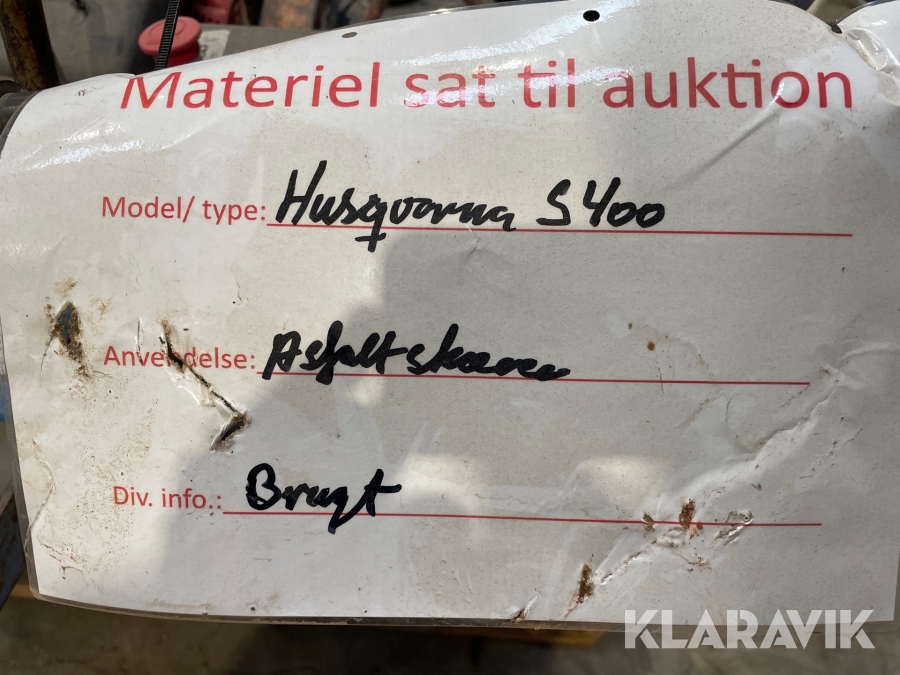 Materiel sat til auktion
Model/ type: Husqvarna S400
Anvendelse: Asfaltskærer
Div. info.: Brugt
KLARAVIK